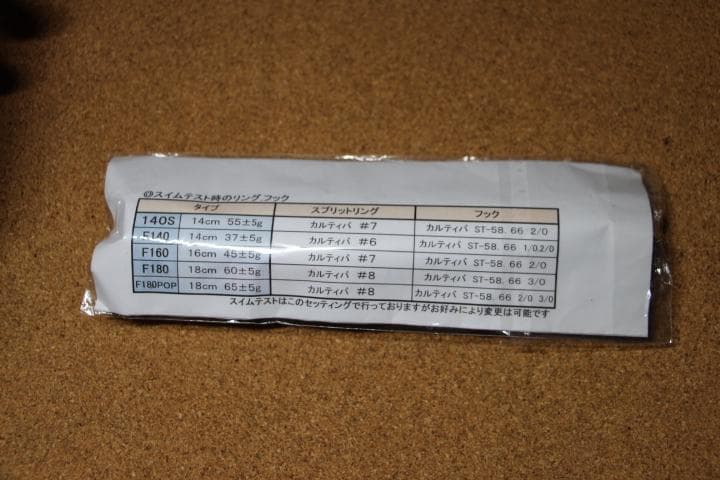 ◎スイムテスト時のリング フック
タイプ スプリットリング フック
140S 14cm 55±5g カルティバ #7 カルティバ ST-58. 66 2/0
F140 14cm 37±5g カルティバ #6 カルティバ ST-58. 66 1/0.2/0
F160 16cm 45±5g カルティバ #7 カルティバ ST-58. 66 2/0
F180 18cm 60±5g カルティバ #8 カルティバ ST-58. 66 3/0
F180POP 18cm 65±5g カルティバ #8 カルティバ ST-58. 66 2/0 3/0
スイムテストはこのセッティングで行っておりますがお好みにより変更は可能です